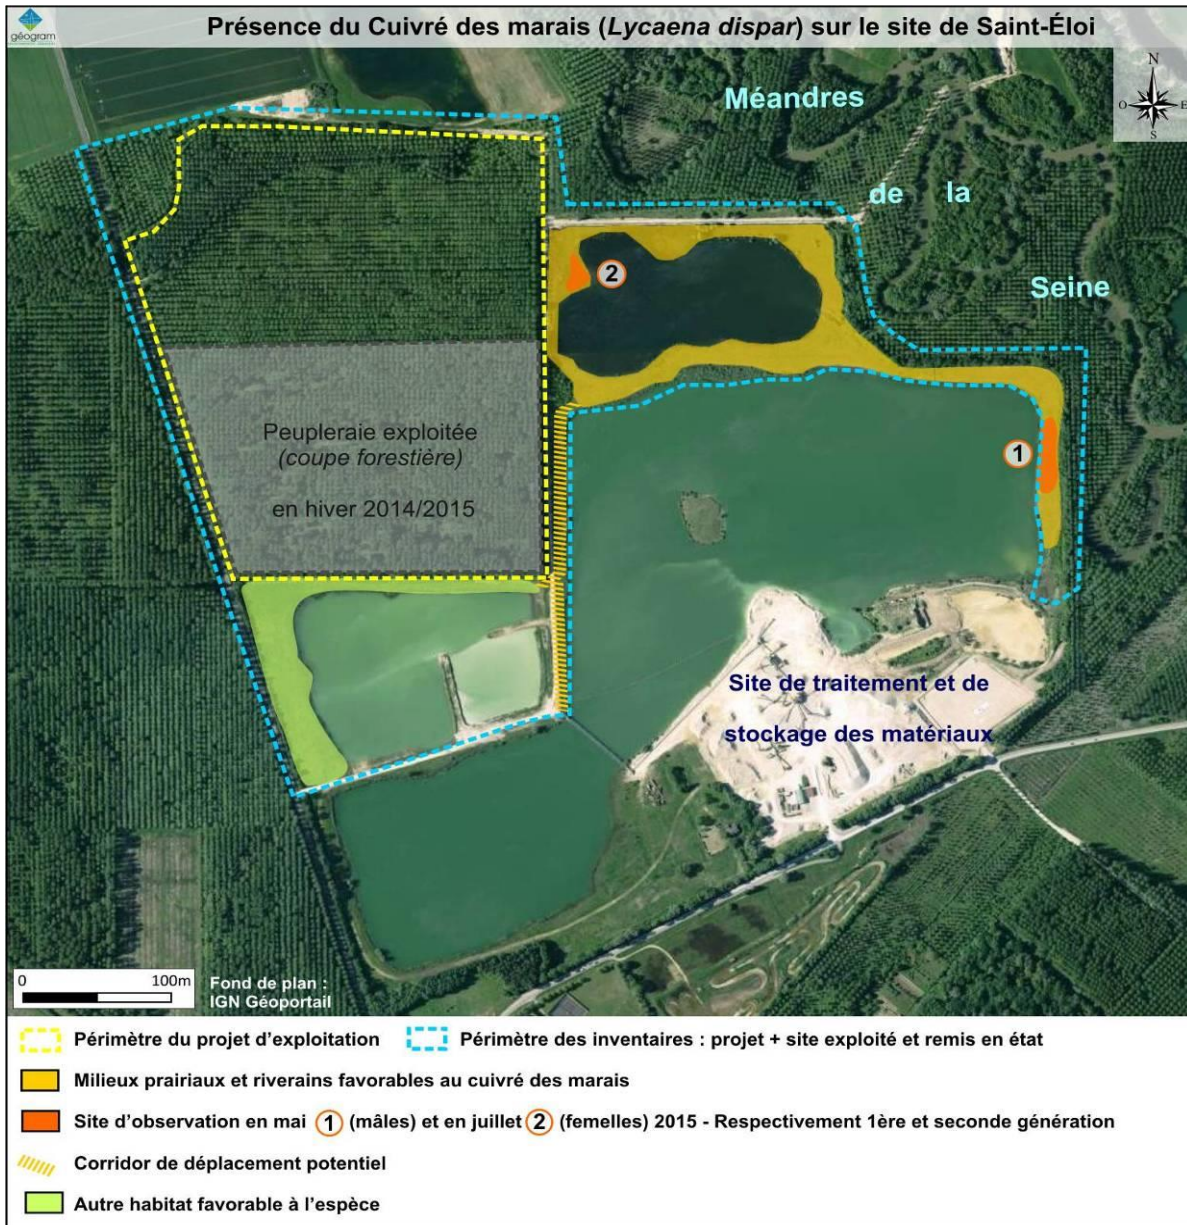 géogram
Présence du Cuivré des marais (Lycaena dispar) sur le site de Saint-Éloi
N
O
E
S
Méandres
de la
Seine
2
1
Peupleraie exploitée
(coupe forestière)
en hiver 2014/2015
Site de traitement et de
stockage des matériaux
0 100m
Fond de plan :
IGN Géoportail
Périmètre du projet d'exploitation
Périmètre des inventaires : projet + site exploité et remis en état
Milieux prairiaux et riverains favorables au cuivré des marais
Site d'observation en mai 1 (mâles) et en juillet 2 (femelles) 2015 - Respectivement 1ère et seconde génération
Corridor de déplacement potentiel
Autre habitat favorable à l'espèce